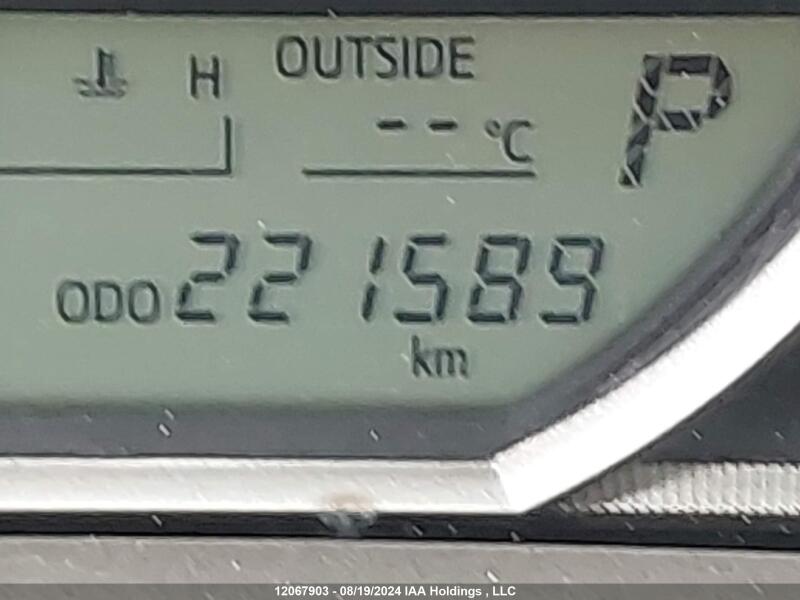 H OUTSIDE P
-- °C
ODO 221589
km
12067903 - 08/19/2024 IAA Holdings , LLC